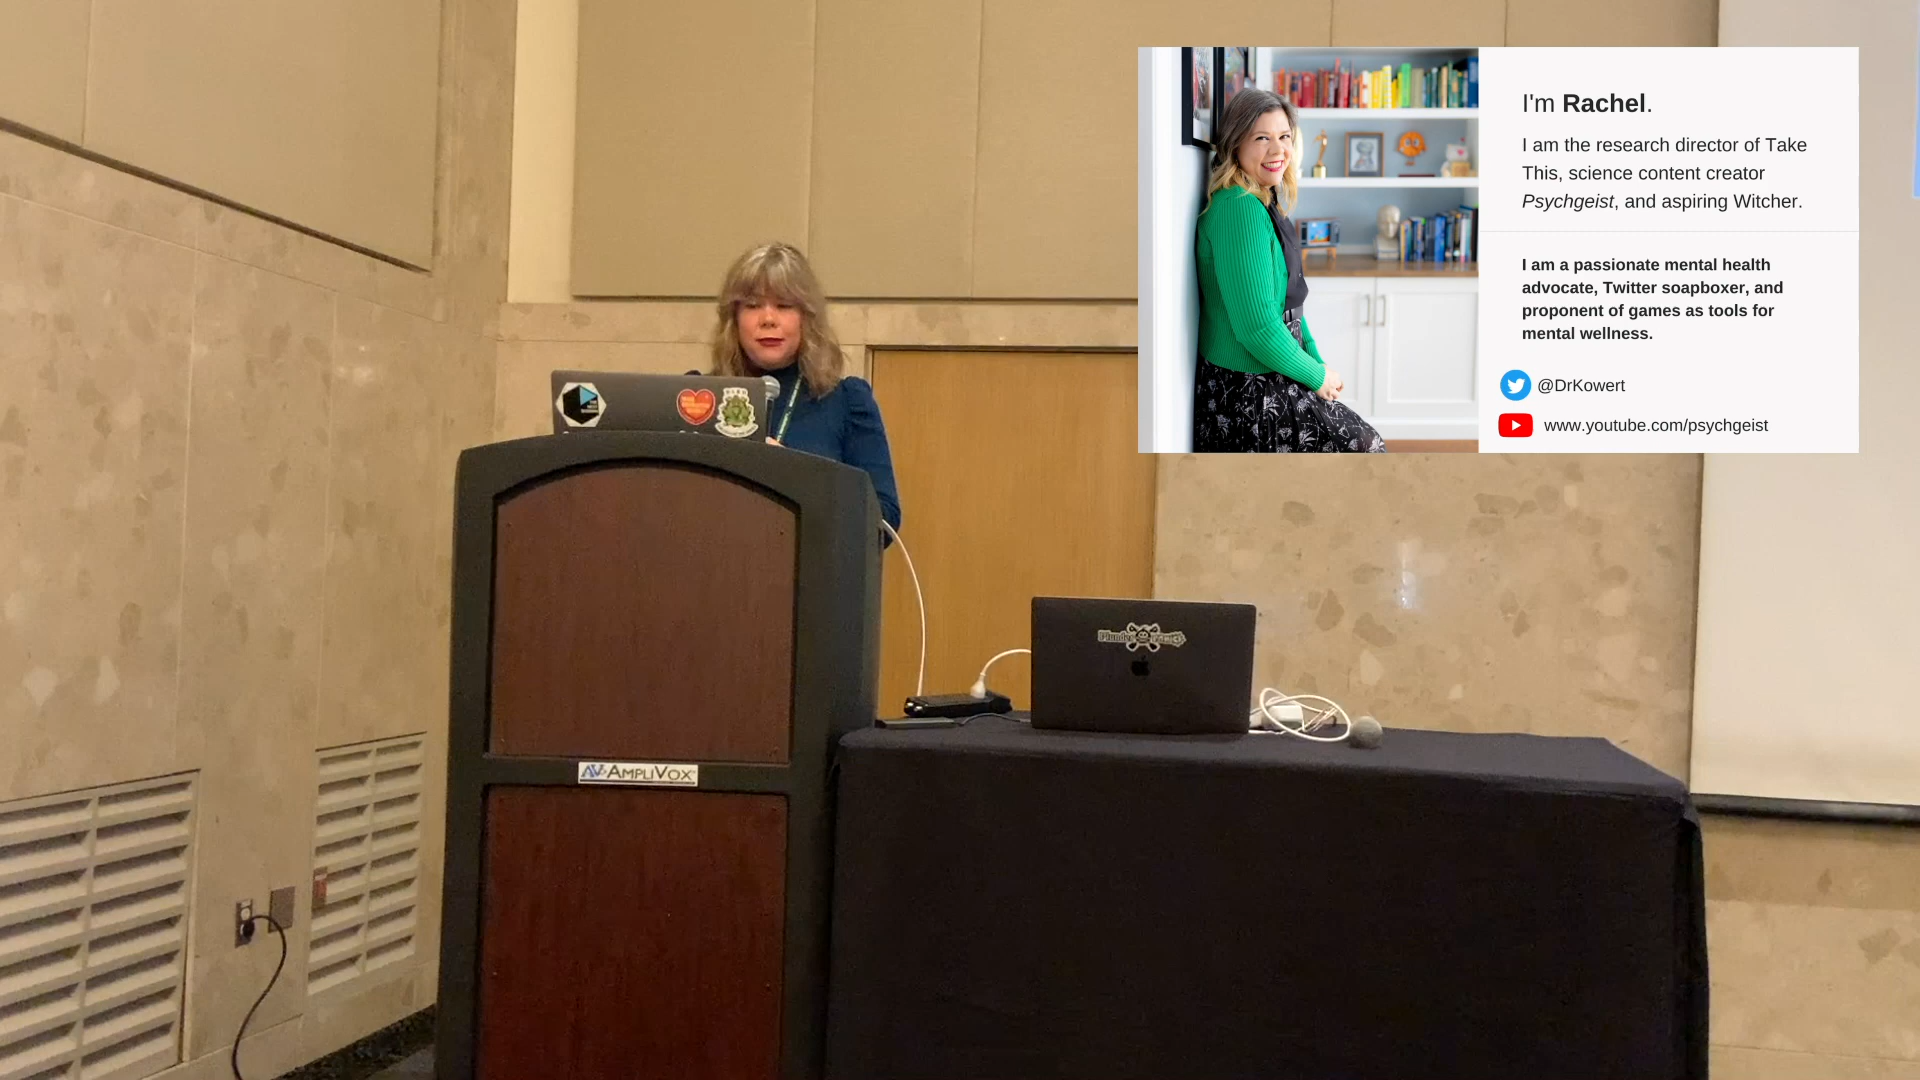 I'm Rachel.
I am the research director of Take
This, science content creator
Psychgeist, and aspiring Witcher.
I am a passionate mental health
advocate, Twitter soapboxer, and
proponent of games as tools for
mental wellness.
@DrKowert
www.youtube.com/psychgeist
AMPLIVOX